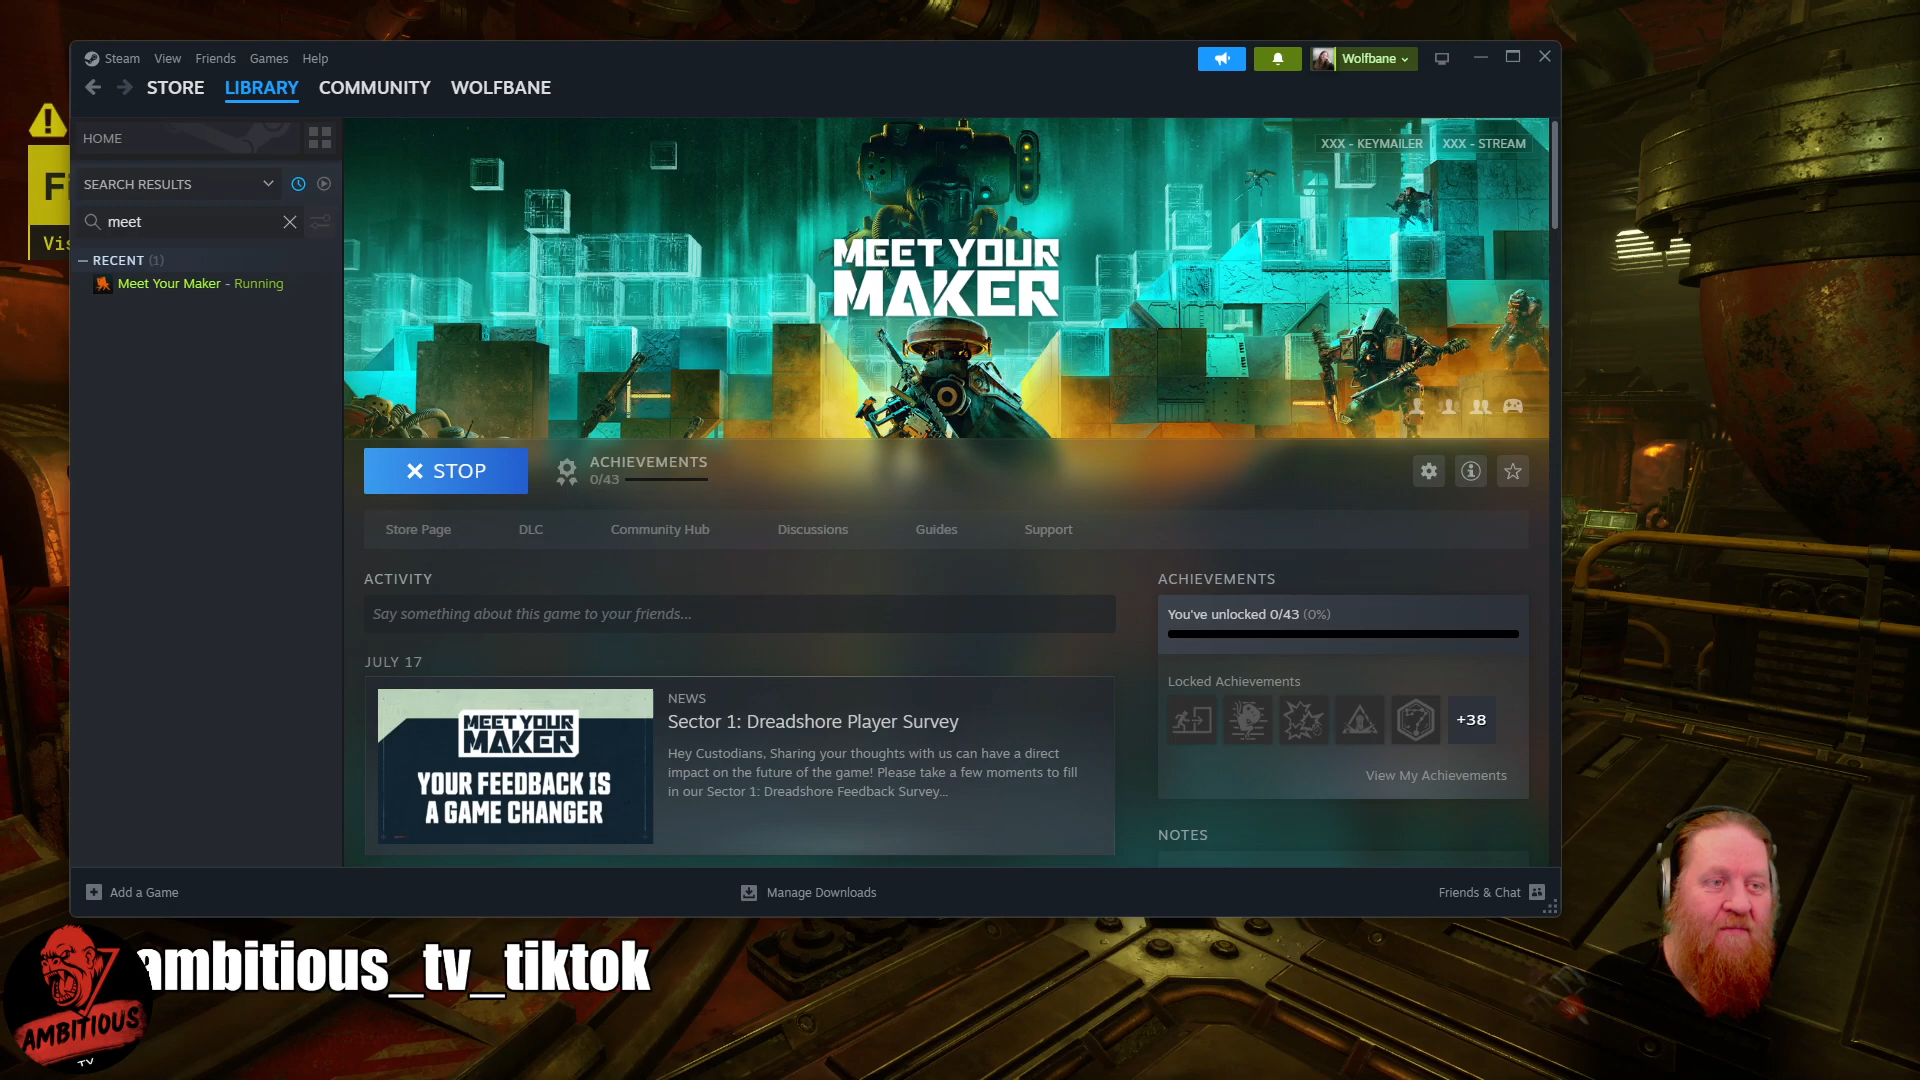 Steam View Friends Games Help
Wolfbane
STORE LIBRARY COMMUNITY WOLFBANE
HOME
SEARCH RESULTS
meet
RECENT (1)
Meet Your Maker - Running
XXX - KEYMAILER XXX - STREAM
MEET YOUR
MAKER
STOP
ACHIEVEMENTS
0/43
Store Page DLC Community Hub Discussions Guides Support
ACTIVITY
Say something about this game to your friends...
JULY 17
MEET YOUR
MAKER
YOUR FEEDBACK IS
A GAME CHANGER
NEWS
Sector 1: Dreadshore Player Survey
Hey Custodians, Sharing your thoughts with us can have a direct
impact on the future of the game! Please take a few moments to fill
in our Sector 1: Dreadshore Feedback Survey...
ACHIEVEMENTS
You've unlocked 0/43 (0%)
Locked Achievements
+38
View My Achievements
NOTES
Add a Game
Manage Downloads
Friends & Chat
ambitious_tv_tiktok
AMBITIOUS
TV